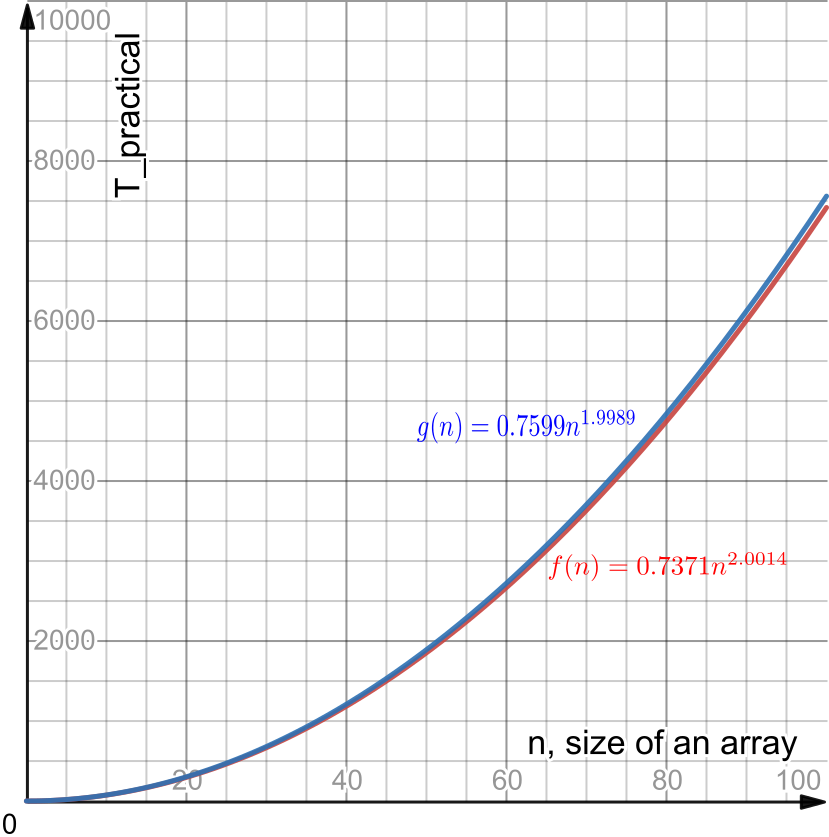 10000
T_practical
8000
6000
g(n) = 0.7599n^{1.9989}
4000
f(n) = 0.7371n^{2.0014}
2000
n, size of an array
20 40 60 80 100
0